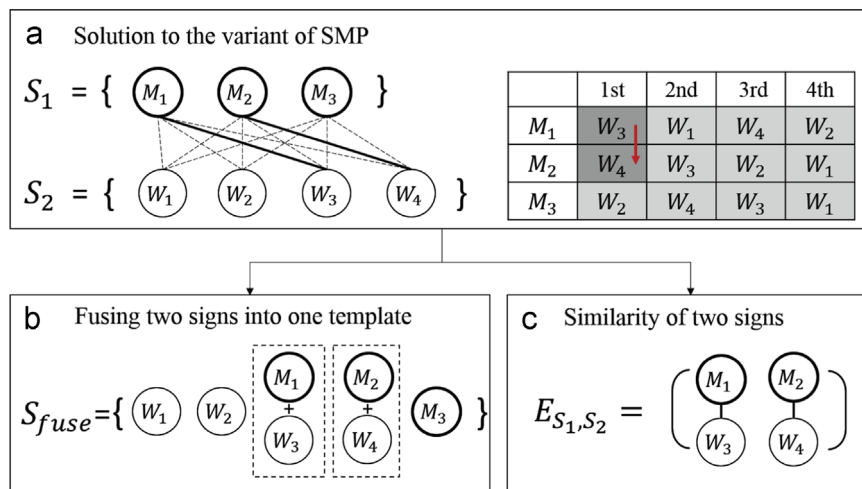 a Solution to the variant of SMP
S₁ = { M₁ M₂ M₃ }
S₂ = { W₁ W₂ W₃ W₄ }
1st 2nd 3rd 4th
M₁ W₃ W₁ W₄ W₂
M₂ W₄ W₃ W₂ W₁
M₃ W₂ W₄ W₃ W₁
b Fusing two signs into one template
S_fuse={ W₁ W₂ M₁ + W₃ M₂ + W₄ M₃ }
c Similarity of two signs
E_S₁,S₂ = ( M₁ M₂
W₃ W₄ )